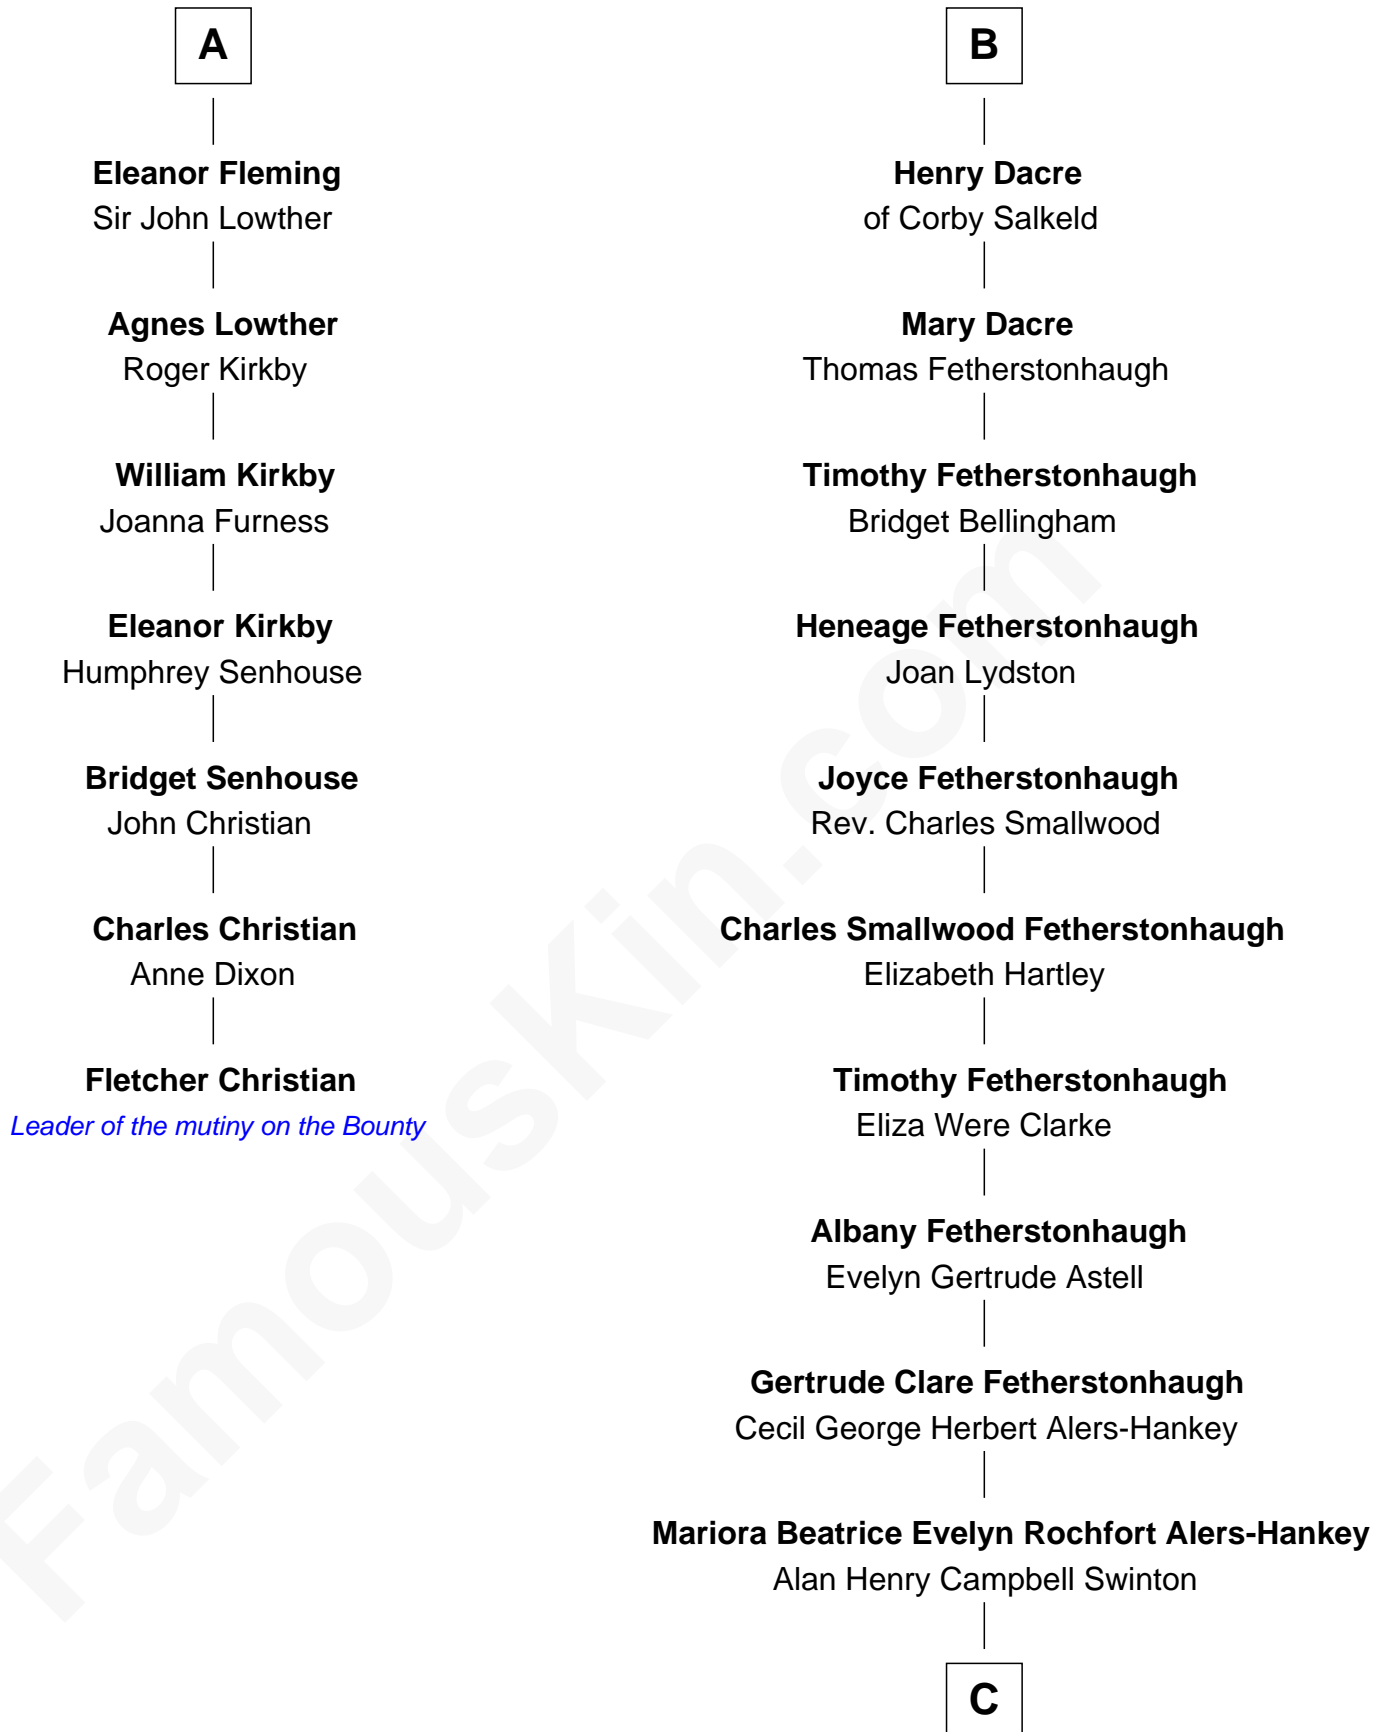 A
Eleanor Fleming
Sir John Lowther
Agnes Lowther
Roger Kirkby
William Kirkby
Joanna Furness
Eleanor Kirkby
Humphrey Senhouse
Bridget Senhouse
John Christian
Charles Christian
Anne Dixon
Fletcher Christian
Leader of the mutiny on the Bounty
B
Henry Dacre
of Corby Salkeld
Mary Dacre
Thomas Fetherstonhaugh
Timothy Fetherstonhaugh
Bridget Bellingham
Heneage Fetherstonhaugh
Joan Lydston
Joyce Fetherstonhaugh
Rev. Charles Smallwood
Charles Smallwood Fetherstonhaugh
Elizabeth Hartley
Timothy Fetherstonhaugh
Eliza Were Clarke
Albany Fetherstonhaugh
Evelyn Gertrude Astell
Gertrude Clare Fetherstonhaugh
Cecil George Herbert Alers-Hankey
Mariora Beatrice Evelyn Rochfort Alers-Hankey
Alan Henry Campbell Swinton
C
FamousKin.com